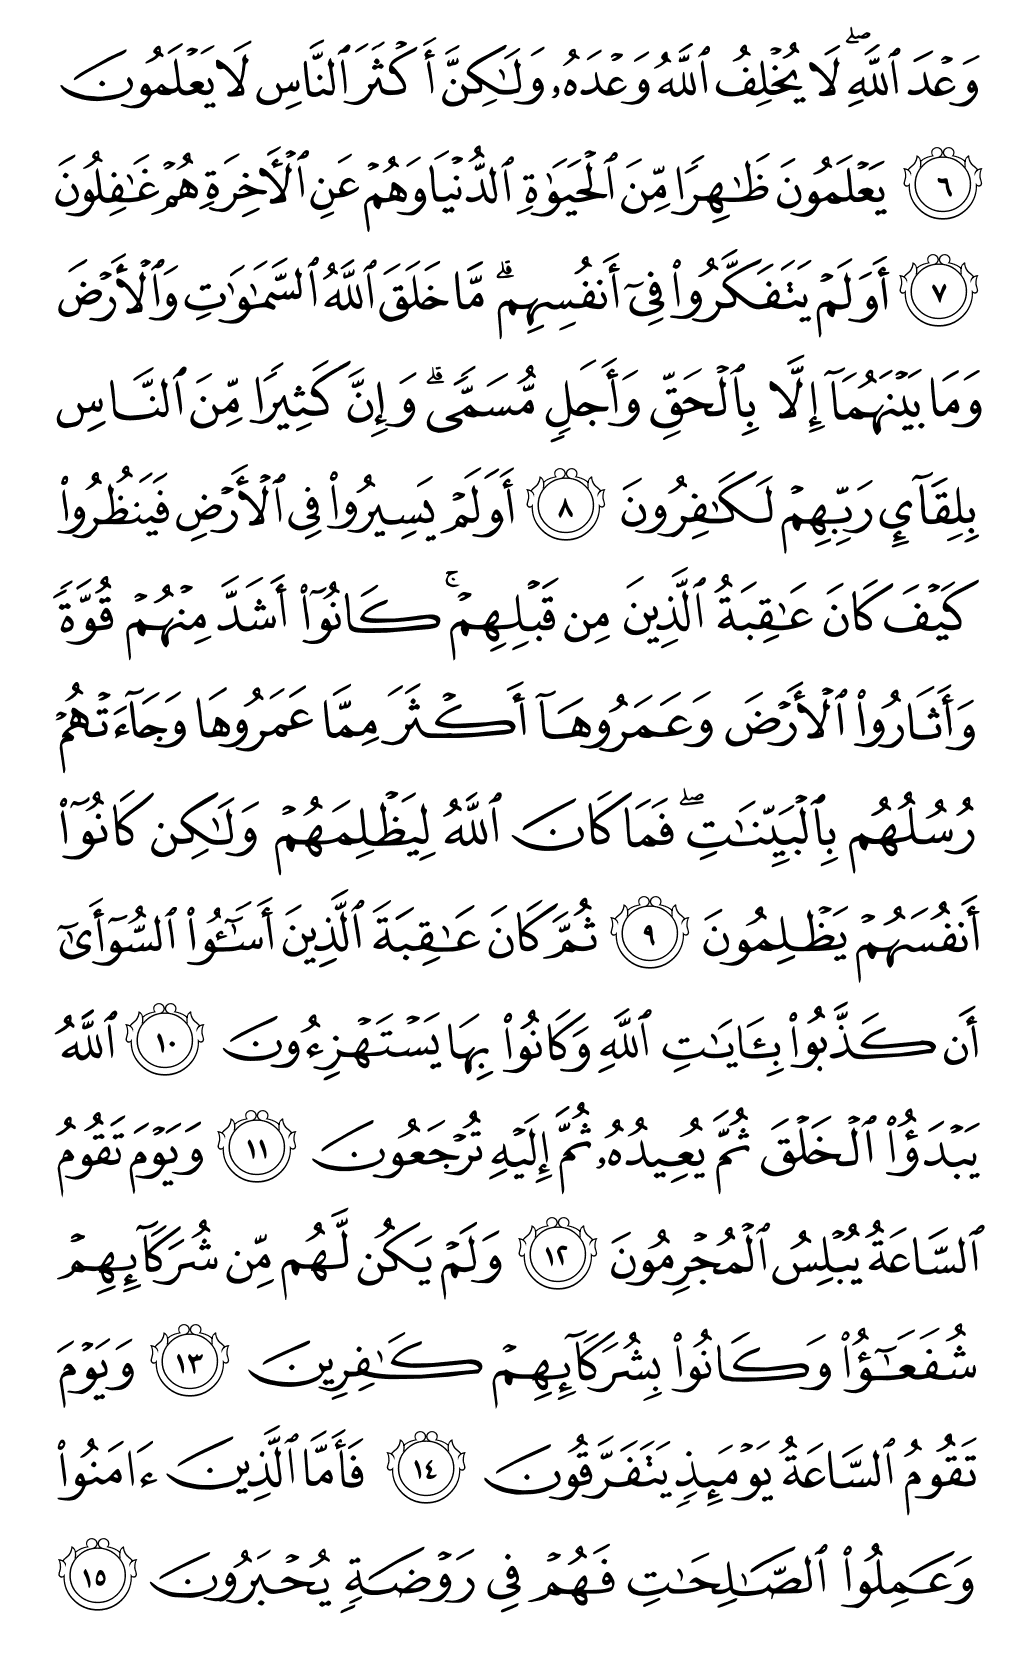 وَعْدَ ٱللَّهِ ۖ لَا يُخْلِفُ ٱللَّهُ وَعْدَهُۥ وَلَـٰكِنَّ أَكْثَرَ ٱلنَّاسِ لَا يَعْلَمُونَ
٦ يَعْلَمُونَ ظَـٰهِرًا مِّنَ ٱلْحَيَوٰةِ ٱلدُّنْيَا وَهُمْ عَنِ ٱلْـَٔاخِرَةِ هُمْ غَـٰفِلُونَ
٧ أَوَلَمْ يَتَفَكَّرُوا۟ فِىٓ أَنفُسِهِم ۗ مَّا خَلَقَ ٱللَّهُ ٱلسَّمَـٰوَٰتِ وَٱلْأَرْضَ
وَمَا بَيْنَهُمَآ إِلَّا بِٱلْحَقِّ وَأَجَلٍ مُّسَمًّى ۗ وَإِنَّ كَثِيرًا مِّنَ ٱلنَّاسِ
بِلِقَآئِ رَبِّهِمْ لَكَـٰفِرُونَ ٨ أَوَلَمْ يَسِيرُوا۟ فِى ٱلْأَرْضِ فَيَنظُرُوا۟
كَيْفَ كَانَ عَـٰقِبَةُ ٱلَّذِينَ مِن قَبْلِهِمْ ۚ كَانُوٓا۟ أَشَدَّ مِنْهُمْ قُوَّةً
وَأَثَارُوا۟ ٱلْأَرْضَ وَعَمَرُوهَآ أَكْثَرَ مِمَّا عَمَرُوهَا وَجَآءَتْهُمْ
رُسُلُهُم بِٱلْبَيِّنَـٰتِ ۖ فَمَا كَانَ ٱللَّهُ لِيَظْلِمَهُمْ وَلَـٰكِن كَانُوٓا۟
أَنفُسَهُمْ يَظْلِمُونَ ٩ ثُمَّ كَانَ عَـٰقِبَةَ ٱلَّذِينَ أَسَـٰٓـُٔوا۟ ٱلسُّوٓأَىٰٓ
أَن كَذَّبُوا۟ بِـَٔايَـٰتِ ٱللَّهِ وَكَانُوا۟ بِهَا يَسْتَهْزِءُونَ ١٠ ٱللَّهُ
يَبْدَؤُا۟ ٱلْخَلْقَ ثُمَّ يُعِيدُهُۥ ثُمَّ إِلَيْهِ تُرْجَعُونَ ١١ وَيَوْمَ تَقُومُ
ٱلسَّاعَةُ يُبْلِسُ ٱلْمُجْرِمُونَ ١٢ وَلَمْ يَكُن لَّهُم مِّن شُرَكَآئِهِمْ
شُفَعَـٰٓؤُا۟ وَكَانُوا۟ بِشُرَكَآئِهِمْ كَـٰفِرِينَ ١٣ وَيَوْمَ
تَقُومُ ٱلسَّاعَةُ يَوْمَئِذٍ يَتَفَرَّقُونَ ١٤ فَأَمَّا ٱلَّذِينَ ءَامَنُوا۟
وَعَمِلُوا۟ ٱلصَّـٰلِحَـٰتِ فَهُمْ فِى رَوْضَةٍ يُحْبَرُونَ ١٥